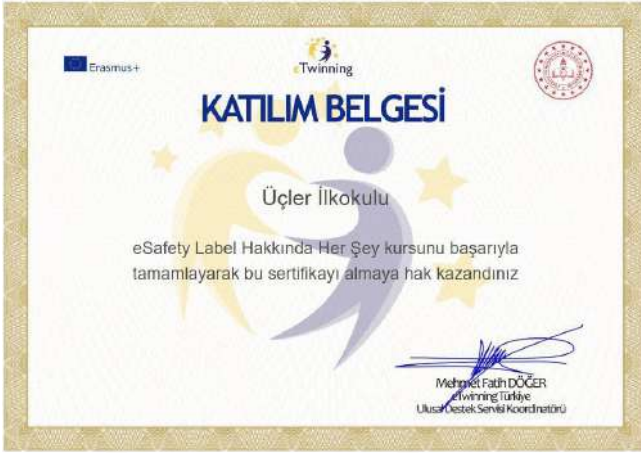 Erasmus+
eTwinning
KATILIM BELGESİ
Üçler İlkokulu
eSafety Label Hakkında Her Şey kursunu başarıyla
tamamlayarak bu sertifikayı almaya hak kazandınız
Mehmet Fatih DÖĞER
eTwinning Türkiye
Ulusal Destek Servisi Koordinatörü